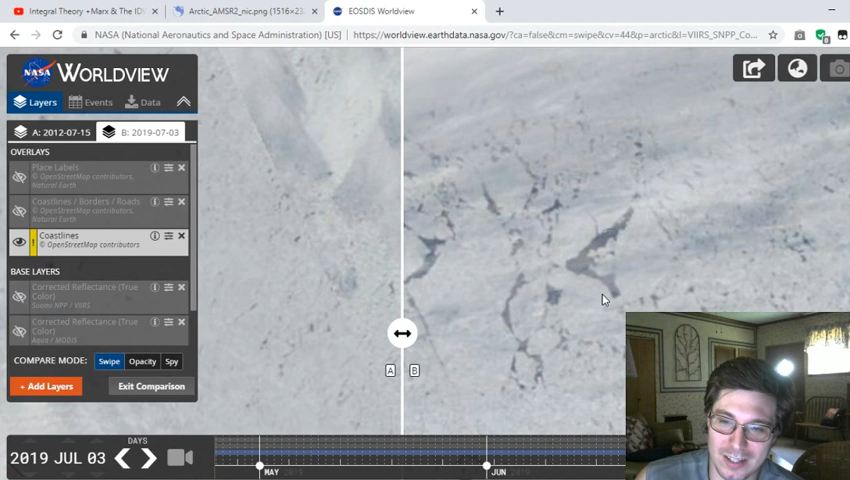 Integral Theory +Marx & The IM
Arctic_AMSR2_nic.png (1516×23
EOSDIS Worldview
NASA (National Aeronautics and Space Administration) [US]
https://worldview.earthdata.nasa.gov/?ca=false&cm=swipe&cv=44&p=arctic&l=VIIRS_SNPP_Co...
NASA
WORLDVIEW
Layers
Events
Data
A: 2012-07-15
B: 2019-07-03
OVERLAYS
Place Labels
© OpenStreetMap contributors,
Natural Earth
Coastlines / Borders / Roads
© OpenStreetMap contributors,
Natural Earth
Coastlines
© OpenStreetMap contributors
BASE LAYERS
Corrected Reflectance (True
Color)
Suomi NPP / VIIRS
Corrected Reflectance (True
Color)
Aqua / MODIS
COMPARE MODE:
Swipe
Opacity
Spy
+ Add Layers
Exit Comparison
A
B
DAYS
2019 JUL 03
MAY 2019
JUN